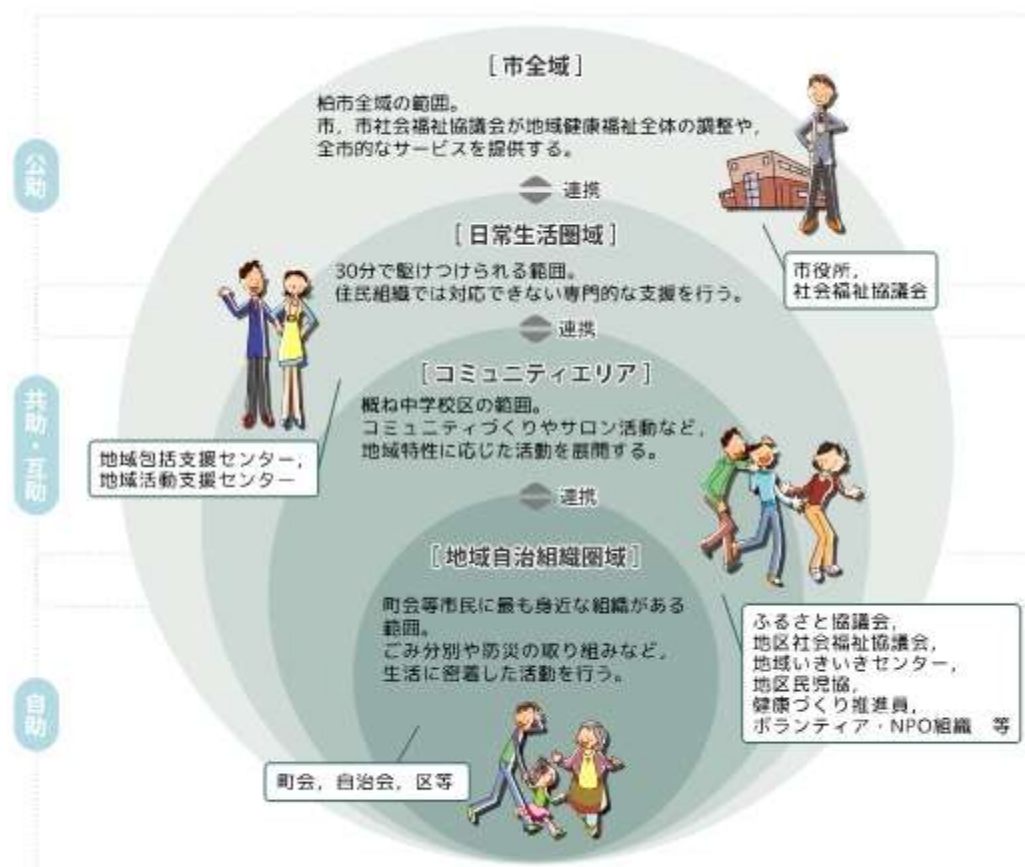 [市全域]
柏市全域の範囲。
市，市社会福祉協議会が地域健康福祉全体の調整や，
全市的なサービスを提供する。
公助
連携
[日常生活圏域]
30分で駆けつけられる範囲。
住民組織では対応できない専門的な支援を行う。
市役所，
社会福祉協議会
連携
[コミュニティエリア]
概ね中学校区の範囲。
コミュニティづくりやサロン活動など，
地域特性に応じた活動を展開する。
共助・互助
地域包括支援センター，
地域活動支援センター
連携
[地域自治組織圏域]
町会等市民に最も身近な組織がある
範囲。
ごみ分別や防災の取り組みなど，
生活に密着した活動を行う。
ふるさと協議会，
地区社会福祉協議会，
地域いきいきセンター，
地区民児協，
健康づくり推進員，
ボランティア・NPO組織　等
自助
町会，自治会，区等